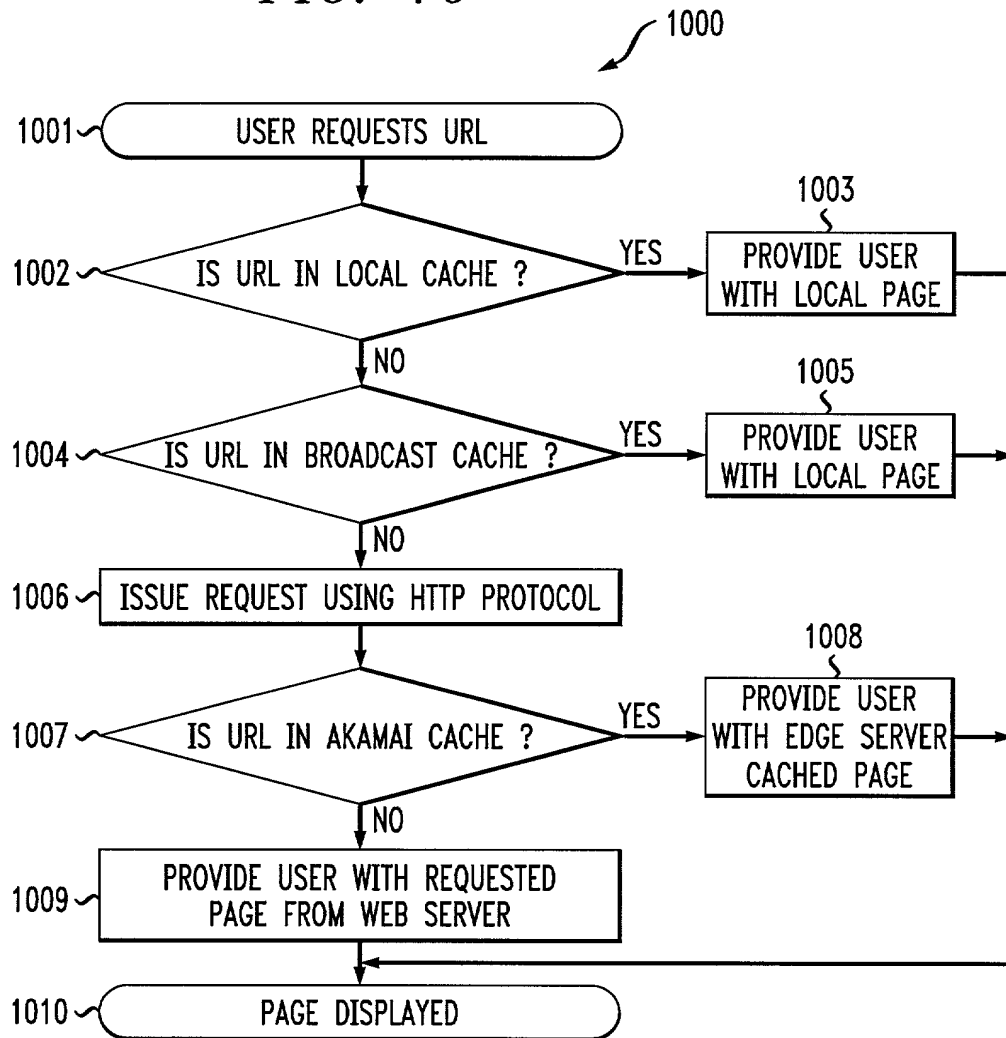 1000
1001 USER REQUESTS URL
1003
1002 IS URL IN LOCAL CACHE ? YES PROVIDE USER
WITH LOCAL PAGE
NO
1005
1004 IS URL IN BROADCAST CACHE ? YES PROVIDE USER
WITH LOCAL PAGE
NO
1006 ISSUE REQUEST USING HTTP PROTOCOL
1008
1007 IS URL IN AKAMAI CACHE ? YES PROVIDE USER
WITH EDGE SERVER
CACHED PAGE
NO
1009 PROVIDE USER WITH REQUESTED
PAGE FROM WEB SERVER
1010 PAGE DISPLAYED